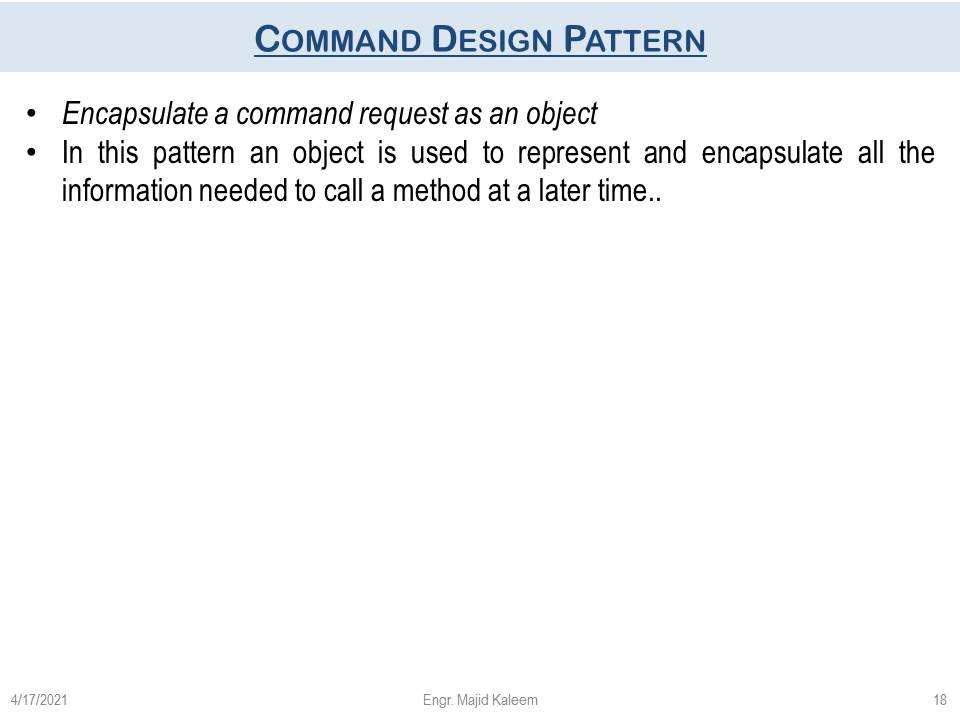 COMMAND DESIGN PATTERN
• Encapsulate a command request as an object
• In this pattern an object is used to represent and encapsulate all the
information needed to call a method at a later time..
4/17/2021
Engr. Majid Kaleem
18